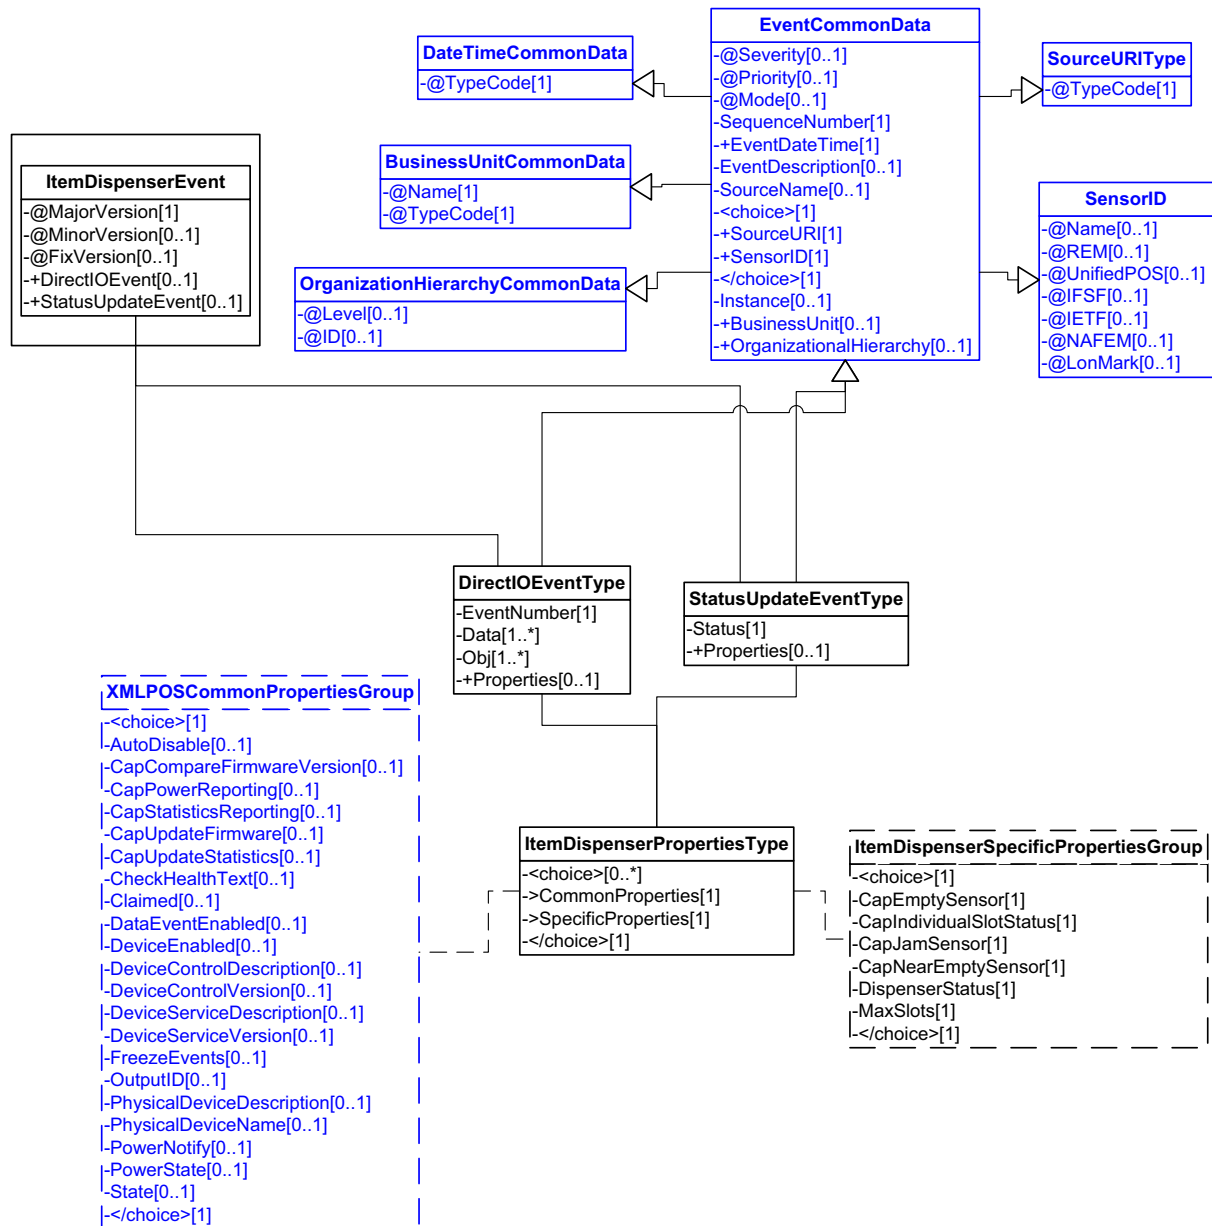 EventCommonData
-@Severity[0..1]
-@Priority[0..1]
-@Mode[0..1]
-SequenceNumber[1]
-+EventDateTime[1]
-EventDescription[0..1]
-SourceName[0..1]
-<choice>[1]
-+SourceURI[1]
-+SensorID[1]
-</choice>[1]
-Instance[0..1]
-+BusinessUnit[0..1]
-+OrganizationalHierarchy[0..1]
DateTimeCommonData
-@TypeCode[1]
SourceURIType
-@TypeCode[1]
BusinessUnitCommonData
-@Name[1]
-@TypeCode[1]
ItemDispenserEvent
-@MajorVersion[1]
-@MinorVersion[0..1]
-@FixVersion[0..1]
-+DirectIOEvent[0..1]
-+StatusUpdateEvent[0..1]
SensorID
-@Name[0..1]
-@REM[0..1]
-@UnifiedPOS[0..1]
-@IFSF[0..1]
-@IETF[0..1]
-@NAFEM[0..1]
-@LonMark[0..1]
OrganizationHierarchyCommonData
-@Level[0..1]
-@ID[0..1]
DirectIOEventType
-EventNumber[1]
-Data[1..*]
-Obj[1..*]
-+Properties[0..1]
StatusUpdateEventType
-Status[1]
-+Properties[0..1]
XMLPOSCommonPropertiesGroup
-<choice>[1]
-AutoDisable[0..1]
-CapCompareFirmwareVersion[0..1]
-CapPowerReporting[0..1]
-CapStatisticsReporting[0..1]
-CapUpdateFirmware[0..1]
-CapUpdateStatistics[0..1]
-CheckHealthText[0..1]
-Claimed[0..1]
-DataEventEnabled[0..1]
-DeviceEnabled[0..1]
-DeviceControlDescription[0..1]
-DeviceControlVersion[0..1]
-DeviceServiceDescription[0..1]
-DeviceServiceVersion[0..1]
-FreezeEvents[0..1]
-OutputID[0..1]
-PhysicalDeviceDescription[0..1]
-PhysicalDeviceName[0..1]
-PowerNotify[0..1]
-PowerState[0..1]
-State[0..1]
-</choice>[1]
ItemDispenserPropertiesType
-<choice>[0..*]
->CommonProperties[1]
->SpecificProperties[1]
-</choice>[1]
ItemDispenserSpecificPropertiesGroup
-<choice>[1]
-CapEmptySensor[1]
-CapIndividualSlotStatus[1]
-CapJamSensor[1]
-CapNearEmptySensor[1]
-DispenserStatus[1]
-MaxSlots[1]
-</choice>[1]